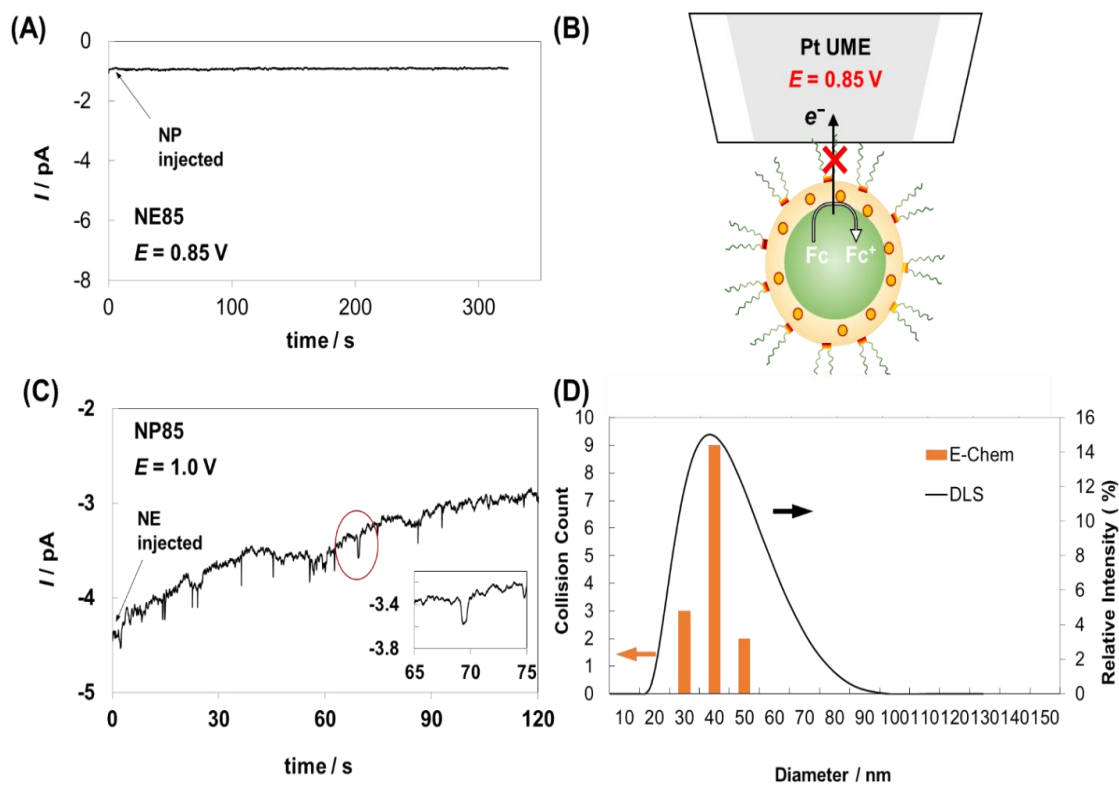 (A)
0
-2
-4
-6
-8
I / pA
NP
injected
NE85
E = 0.85 V
0 100 200 300
time / s
(B)
Pt UME
E = 0.85 V
e⁻
Fc Fc⁺
(C)
-2
-3
-4
-5
I / pA
NP85
E = 1.0 V
NE
injected
-3.4
-3.8
65 70 75
0 30 60 90 120
time / s
(D)
10
9
8
7
6
5
4
3
2
1
0
Collision Count
E-Chem
DLS
16
14
12
10
8
6
4
2
0
Relative Intensity ( %)
10 20 30 40 50 60 70 80 90 100 110 120 130 140 150
Diameter / nm